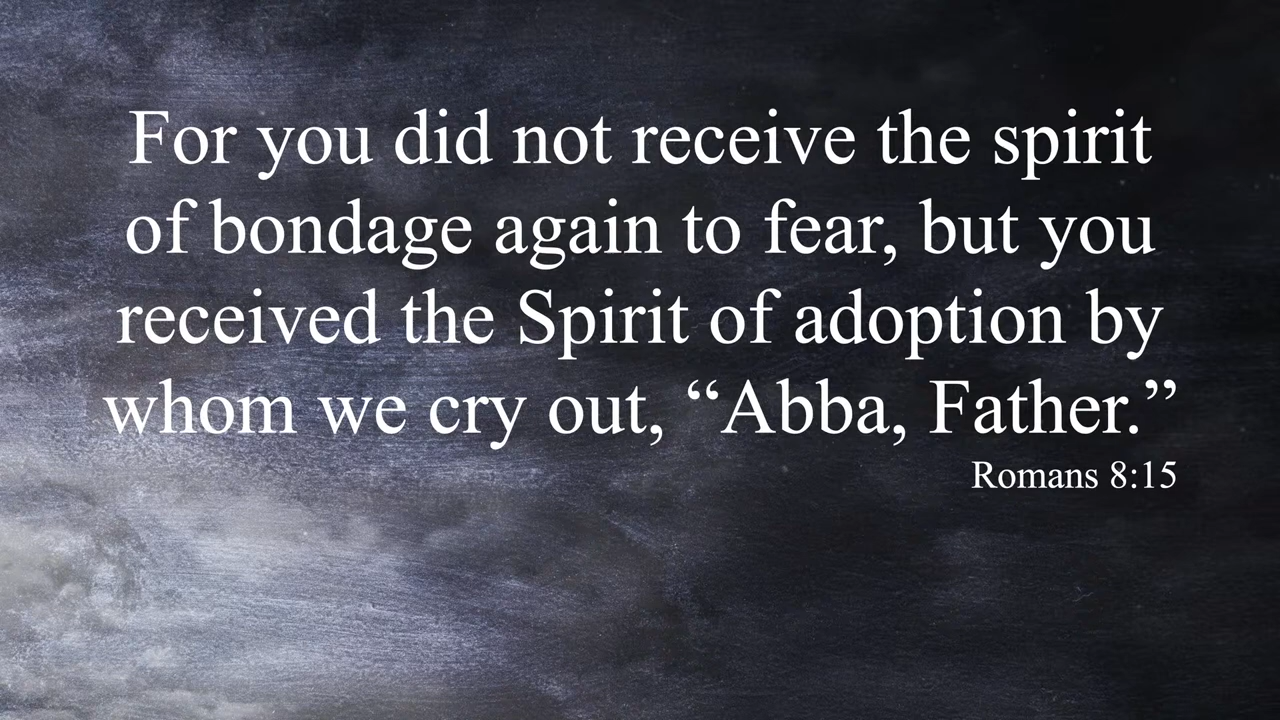 For you did not receive the spirit
of bondage again to fear, but you
received the Spirit of adoption by
whom we cry out, “Abba, Father.”
Romans 8:15